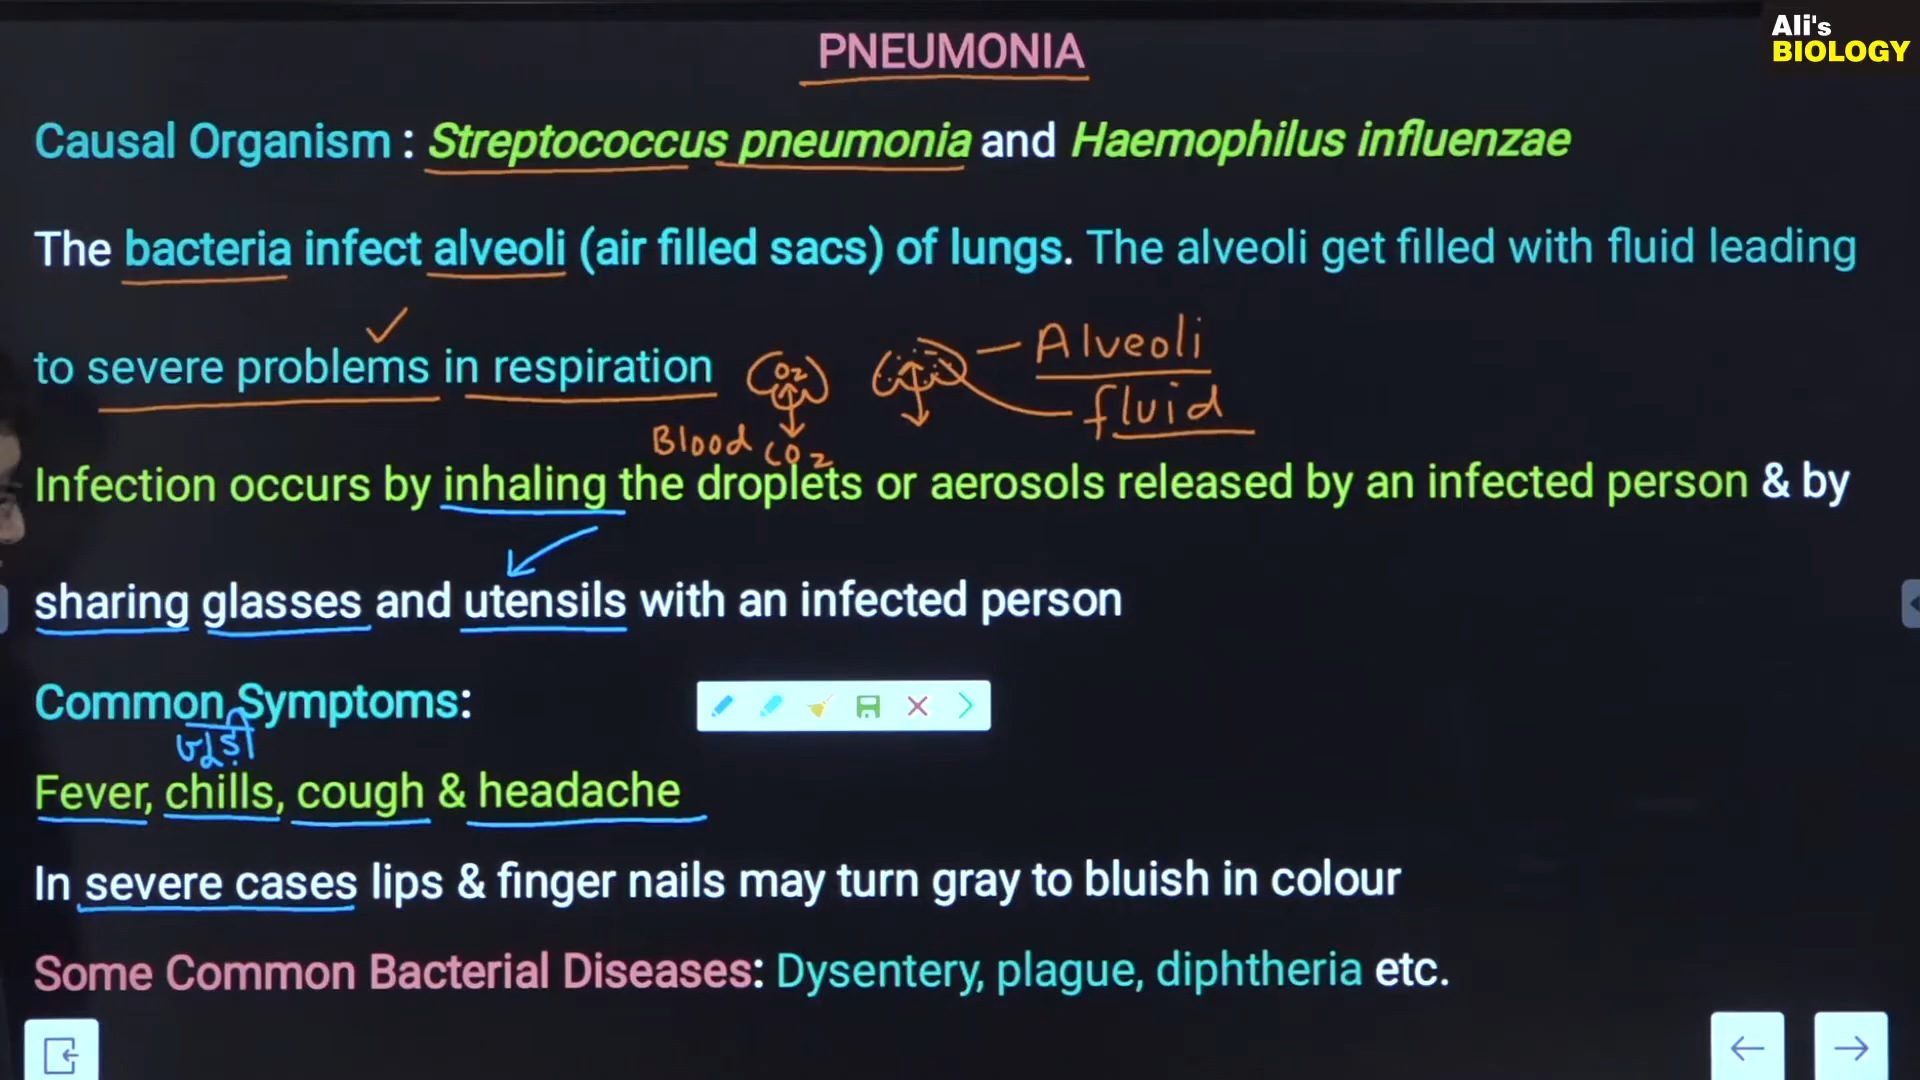 PNEUMONIA
Ali's
BIOLOGY
Causal Organism : Streptococcus pneumonia and Haemophilus influenzae
The bacteria infect alveoli (air filled sacs) of lungs. The alveoli get filled with fluid leading
to severe problems in respiration
O2
Alveoli
fluid
Blood CO2
Infection occurs by inhaling the droplets or aerosols released by an infected person & by
sharing glasses and utensils with an infected person
Common Symptoms:
Fever, chills, cough & headache
In severe cases lips & finger nails may turn gray to bluish in colour
Some Common Bacterial Diseases: Dysentery, plague, diphtheria etc.